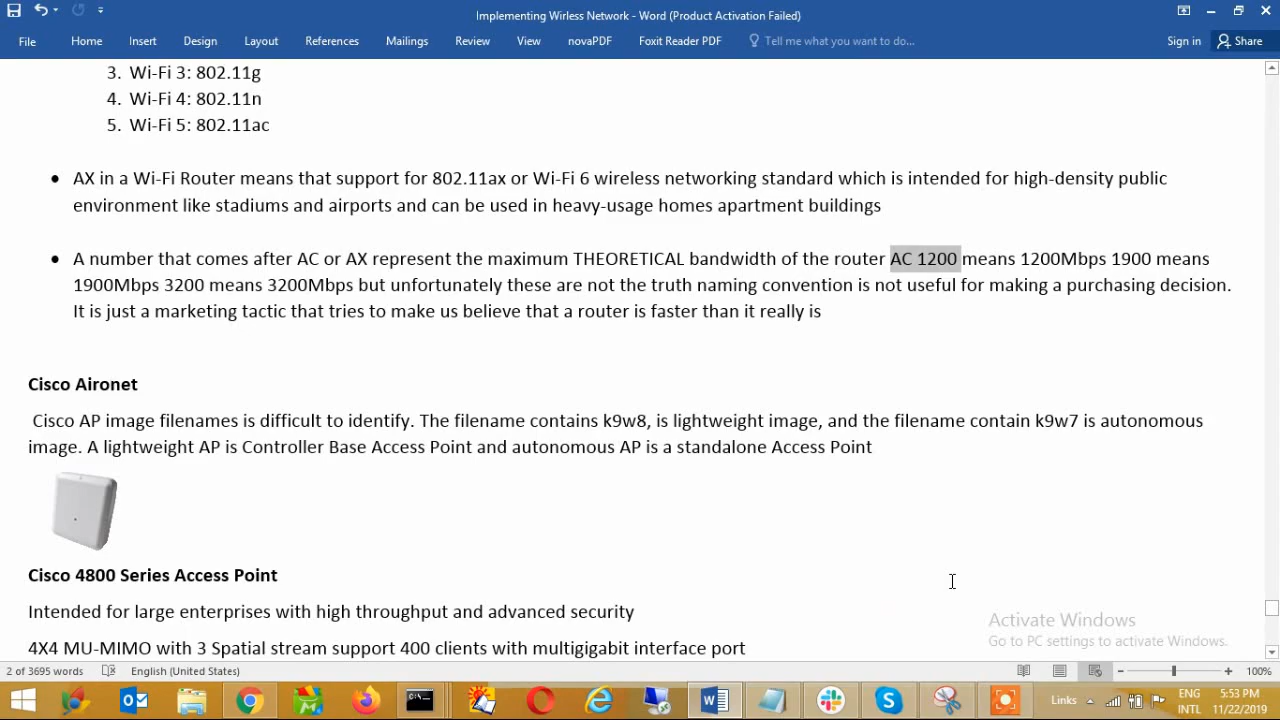 Implementing Wirless Network - Word (Product Activation Failed)
File Home Insert Design Layout References Mailings Review View novaPDF Foxit Reader PDF Tell me what you want to do... Sign in Share
3. Wi-Fi 3: 802.11g
4. Wi-Fi 4: 802.11n
5. Wi-Fi 5: 802.11ac
• AX in a Wi-Fi Router means that support for 802.11ax or Wi-Fi 6 wireless networking standard which is intended for high-density public
environment like stadiums and airports and can be used in heavy-usage homes apartment buildings
• A number that comes after AC or AX represent the maximum THEORETICAL bandwidth of the router AC 1200 means 1200Mbps 1900 means
1900Mbps 3200 means 3200Mbps but unfortunately these are not the truth naming convention is not useful for making a purchasing decision.
It is just a marketing tactic that tries to make us believe that a router is faster than it really is
Cisco Aironet
Cisco AP image filenames is difficult to identify. The filename contains k9w8, is lightweight image, and the filename contain k9w7 is autonomous
image. A lightweight AP is Controller Base Access Point and autonomous AP is a standalone Access Point
Cisco 4800 Series Access Point
Intended for large enterprises with high throughput and advanced security
4X4 MU-MIMO with 3 Spatial stream support 400 clients with multigigabit interface port
Activate Windows
Go to PC settings to activate Windows.
2 of 3695 words English (United States) 100%
Links ENG 5:53 PM
INTL 11/22/2019